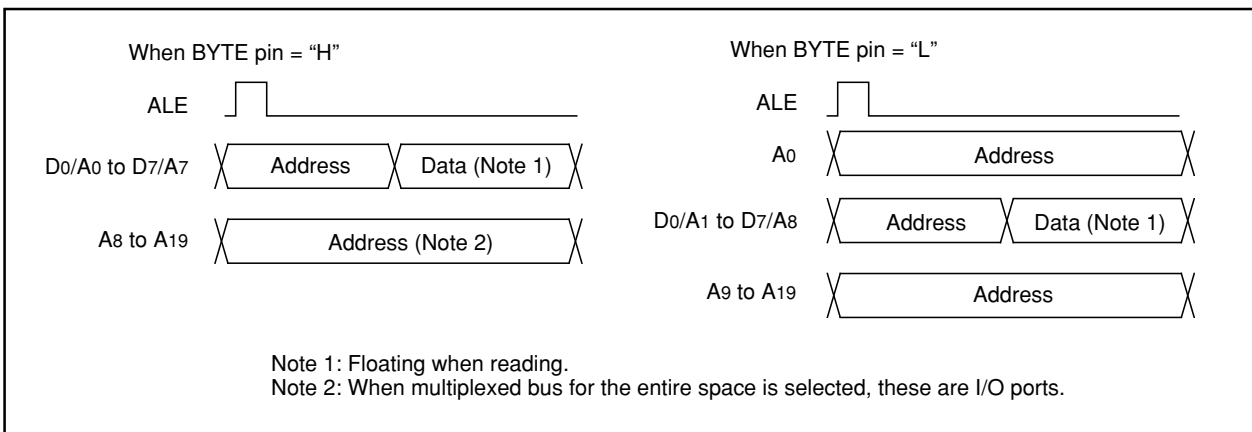 When BYTE pin = “H”
ALE
D0/A0 to D7/A7
Address
Data (Note 1)
A8 to A19
Address (Note 2)
When BYTE pin = “L”
ALE
A0
Address
D0/A1 to D7/A8
Address
Data (Note 1)
A9 to A19
Address
Note 1: Floating when reading.
Note 2: When multiplexed bus for the entire space is selected, these are I/O ports.